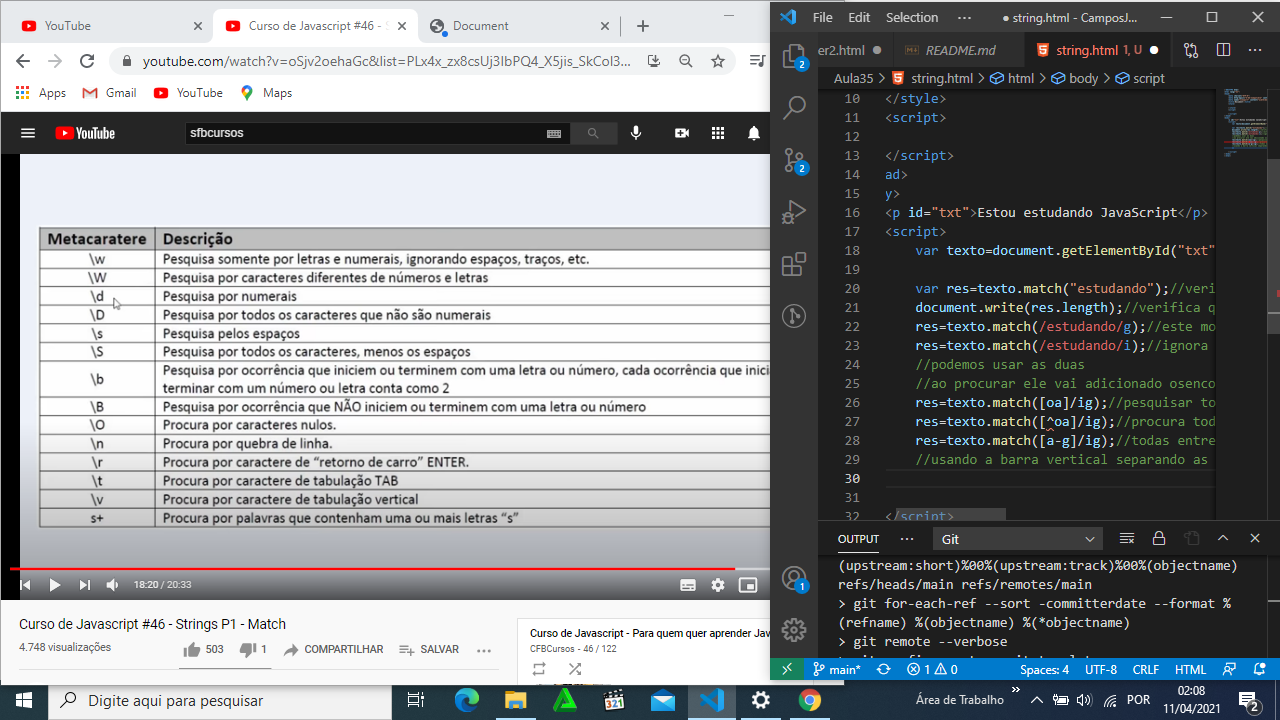 YouTube
Curso de Javascript #46 - S
Document
youtube.com/watch?v=oSjv2oehaGc&list=PLx4x_zx8csUj3IbPQ4_X5jis_SkCol3...
Apps
Gmail
YouTube
Maps
YouTube
sfbcursos
Metacaratere Descrição
\w Pesquisa somente por letras e numerais, ignorando espaços, traços, etc.
\W Pesquisa por caracteres diferentes de números e letras
\d Pesquisa por numerais
\D Pesquisa por todos os caracteres que não são numerais
\s Pesquisa pelos espaços
\S Pesquisa por todos os caracteres, menos os espaços
\b Pesquisa por ocorrência que iniciem ou terminem com uma letra ou número, cada ocorrência que inici
terminar com um número ou letra conta como 2
\B Pesquisa por ocorrência que NÃO iniciem ou terminem com uma letra ou número
\O Procura por caracteres nulos.
\n Procura por quebra de linha.
\r Procura por caractere de “retorno de carro” ENTER.
\t Procura por caractere de tabulação TAB
\v Procura por caractere de tabulação vertical
s+ Procura por palavras que contenham uma ou mais letras “s”
18:20 / 20:33
Curso de Javascript #46 - Strings P1 - Match
4.748 visualizações
503
1
COMPARTILHAR
SALVAR
Curso de Javascript - Para quem quer aprender Jav
CFBCursos - 46 / 122
File Edit Selection ...
● string.html - CamposJ...
er2.html
README.md
string.html 1, U
Aula35 > string.html > html > body > script
10 </style>
11 <script>
12
13 </script>
14 ad>
15 y>
16 <p id="txt">Estou estudando JavaScript</p>
17 <script>
18 var texto=document.getElementById("txt"
19
20 var res=texto.match("estudando");//veri
21 document.write(res.length);//verifica q
22 res=texto.match(/estudando/g);//este mo
23 res=texto.match(/estudando/i);//ignora
24 //podemos usar as duas
25 //ao procurar ele vai adicionado osenco
26 res=texto.match([oa]/ig);//pesquisar to
27 res=texto.match([^oa]/ig);//procura tod
28 res=texto.match([a-g]/ig);//todas entre
29 //usando a barra vertical separando as
30
31
32 </script>
2
2
1
OUTPUT
...
Git
(upstream:short)%00%(upstream:track)%00%(objectname)
refs/heads/main refs/remotes/main
> git for-each-ref --sort -committerdate --format %
(refname) %(objectname) %(*objectname)
> git remote --verbose
main*
1 0
Spaces: 4
UTF-8
CRLF
HTML
Digite aqui para pesquisar
321
Área de Trabalho
»
POR
02:08
11/04/2021
2